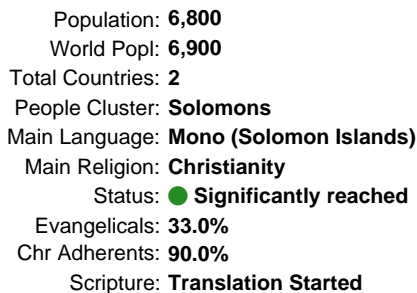 Population: 6,800
World Popl: 6,900
Total Countries: 2
People Cluster: Solomons
Main Language: Mono (Solomon Islands)
Main Religion: Christianity
Status: Significantly reached
Evangelicals: 33.0%
Chr Adherents: 90.0%
Scripture: Translation Started